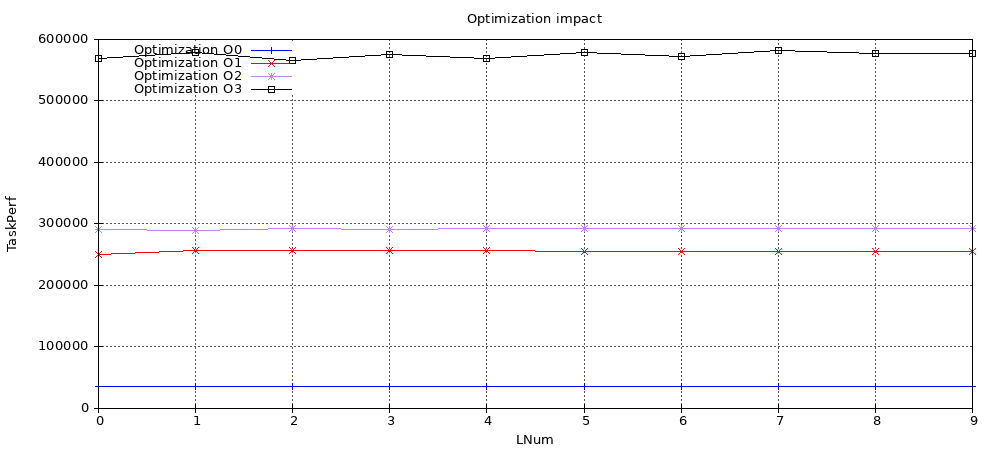 Optimization impact
600000
500000
400000
300000
200000
100000
0
TaskPerf
Optimization O0
Optimization O1
Optimization O2
Optimization O3
0 1 2 3 4 5 6 7 8 9
LNum